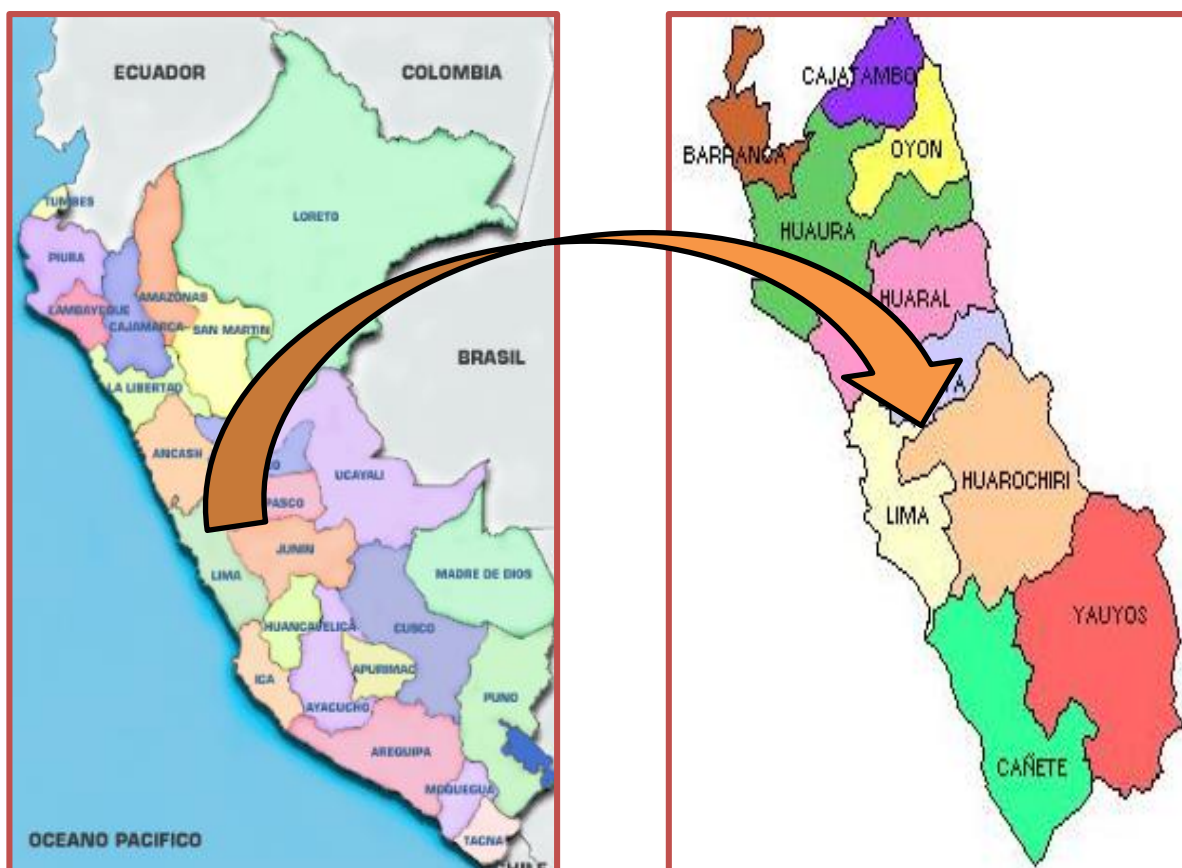 ECUADOR
COLOMBIA
TUMBES
LORETO
PIURA
AMAZONAS
LAMBAYEQUE
CAJAMARCA
SAN MARTIN
BRASIL
LA LIBERTAD
ANCASH
UCAYALI
PASCO
JUNIN
LIMA
MADRE DE DIOS
HUANCAVELICA
CUSCO
APURIMAC
ICA
PUNO
AYACUCHO
AREQUIPA
MOQUEGUA
OCEANO PACIFICO
TACNA
CHILE
CAJATAMBO
BARRANCA
OYON
HUAURA
HUARAL
HUAROCHIRI
LIMA
YAUYOS
CAÑETE